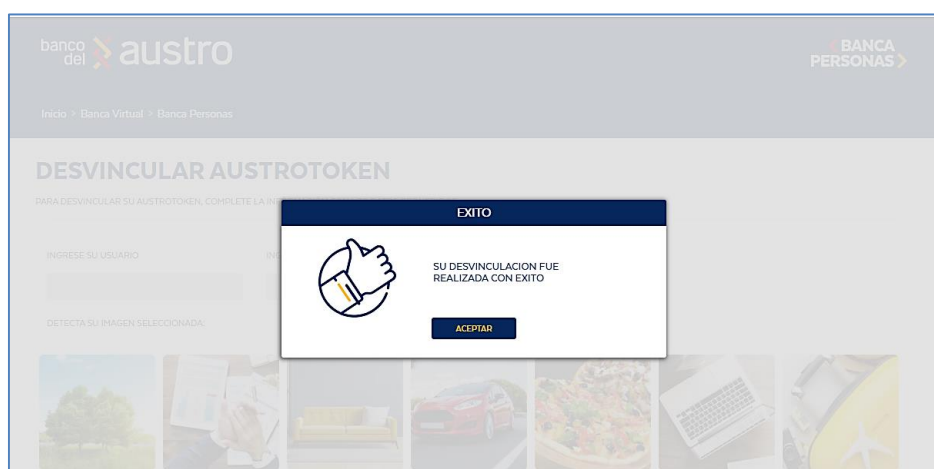 banco del austro
< BANCA
PERSONAS >
Inicio > Banca Virtual > Banca Personas
DESVINCULAR AUSTROTOKEN
PARA DESVINCULAR SU AUSTROTOKEN, COMPLETE LA
EXITO
INGRESE SU USUARIO
SU DESVINCULACION FUE
REALIZADA CON EXITO
DETECTA SU IMAGEN SELECCIONADA:
ACEPTAR